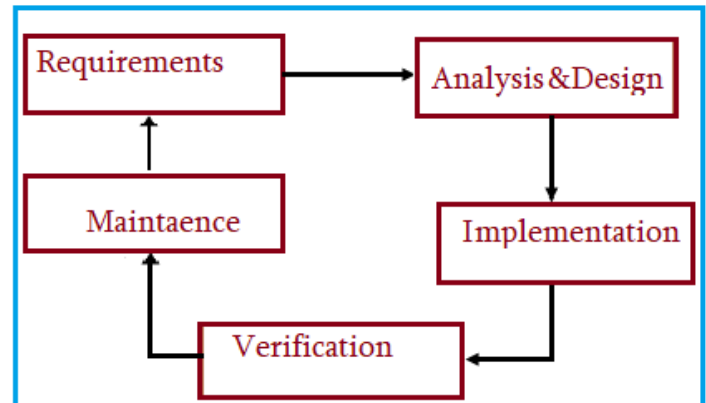 Requirements
Analysis&Design
Maintaence
Implementation
Verification